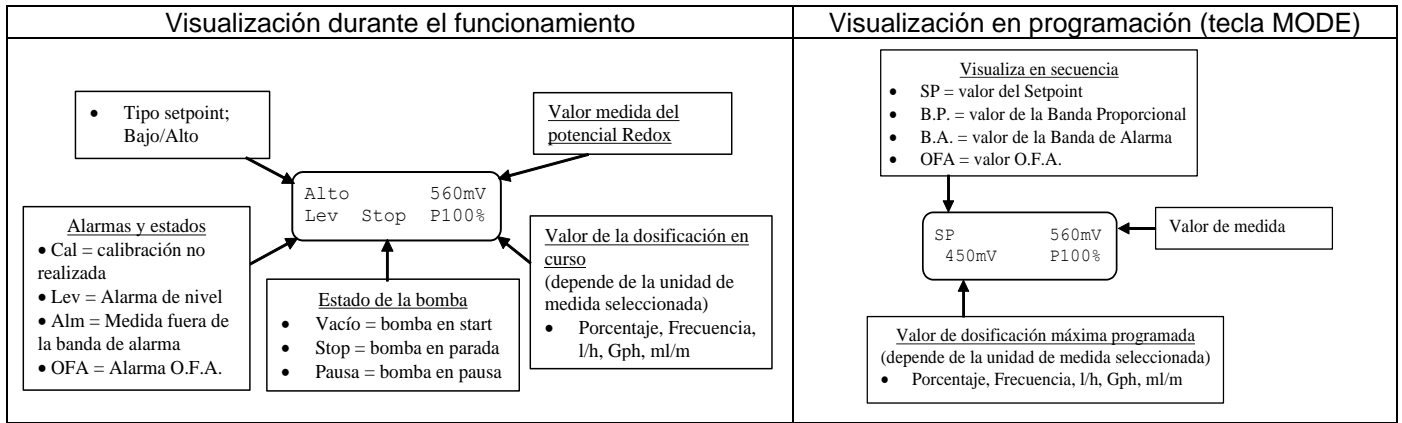 Visualización durante el funcionamiento
Visualización en programación (tecla MODE)
• Tipo setpoint;
Bajo/Alto
Valor medida del
potencial Redox
Alto 560mV
Lev Stop P100%
Alarmas y estados
• Cal = calibración no
realizada
• Lev = Alarma de nivel
• Alm = Medida fuera de
la banda de alarma
• OFA = Alarma O.F.A.
Estado de la bomba
• Vacío = bomba en start
• Stop = bomba en parada
• Pausa = bomba en pausa
Valor de la dosificación en
curso
(depende de la unidad de
medida seleccionada)
• Porcentaje, Frecuencia,
l/h, Gph, ml/m
Visualiza en secuencia
• SP = valor del Setpoint
• B.P. = valor de la Banda Proporcional
• B.A. = valor de la Banda de Alarma
• OFA = valor O.F.A.
SP 560mV
450mV P100%
Valor de medida
Valor de dosificación máxima programada
(depende de la unidad de medida seleccionada)
• Porcentaje, Frecuencia, l/h, Gph, ml/m